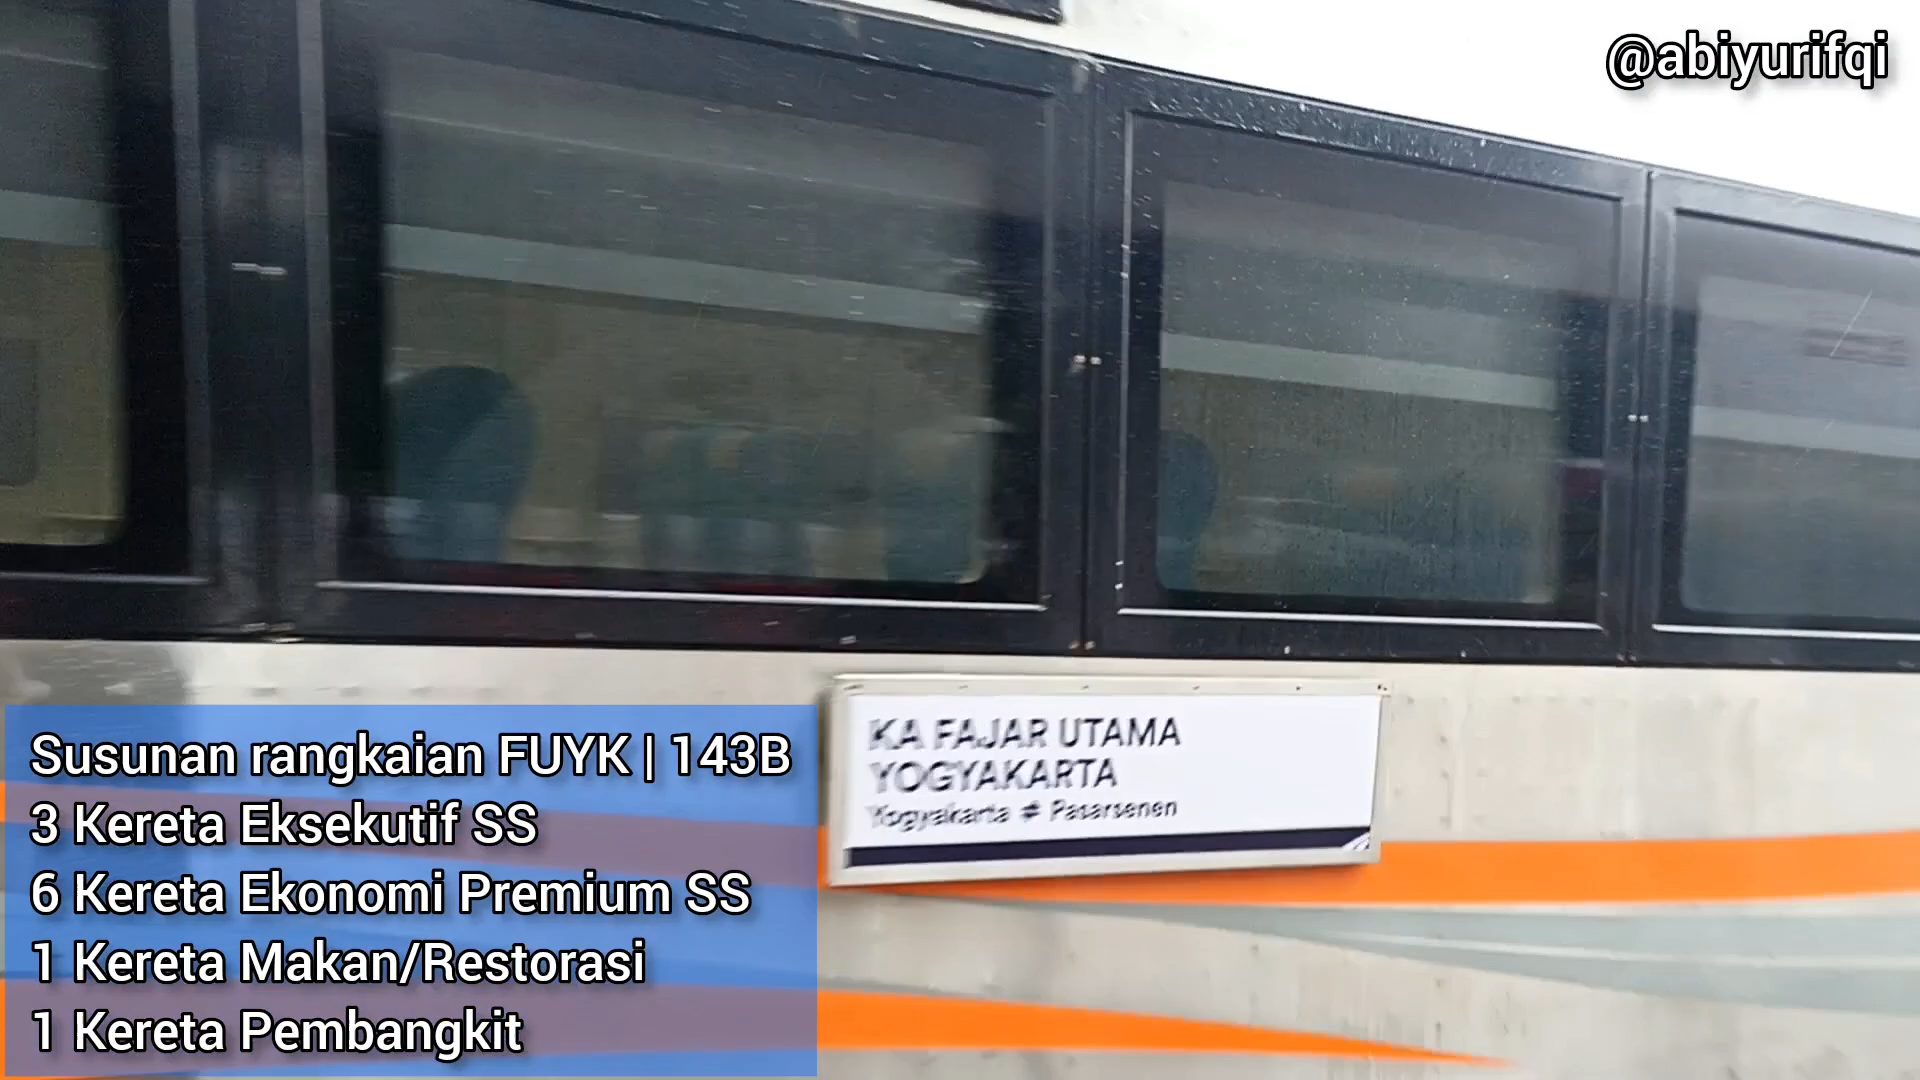 @abiyurifqi
KA FAJAR UTAMA
YOGYAKARTA
Yogyakarta ⇌ Pasarsenen
Susunan rangkaian FUYK | 143B
3 Kereta Eksekutif SS
6 Kereta Ekonomi Premium SS
1 Kereta Makan/Restorasi
1 Kereta Pembangkit